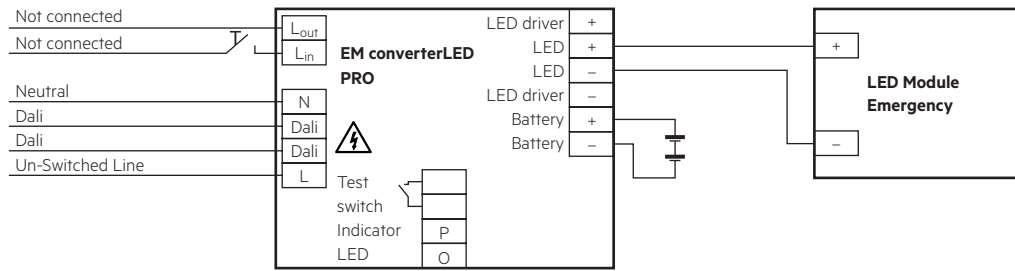 Not connected
Not connected
Neutral
Dali
Dali
Un-Switched Line
Lout
Lin
N
Dali
Dali
L
EM converterLED
PRO
Test
switch
Indicator
LED
P
O
LED driver +
LED +
LED –
LED driver –
Battery +
Battery –
+
–
LED Module
Emergency